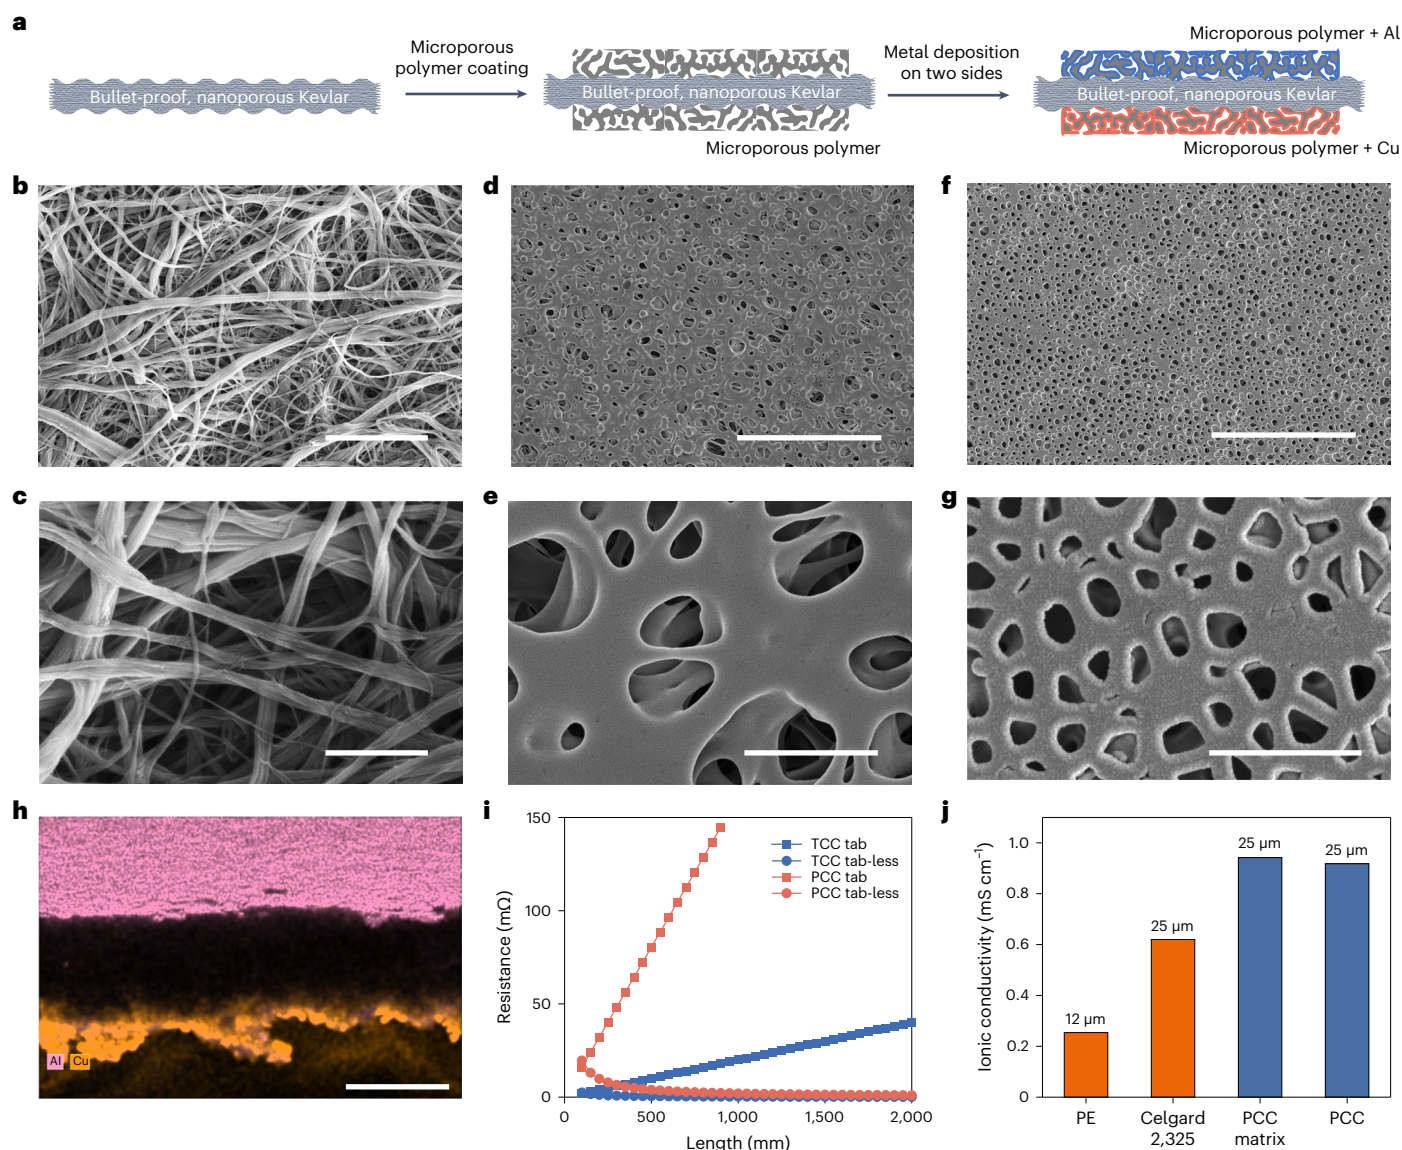 a
Microporous
polymer coating
Metal deposition
on two sides
Microporous polymer + Al
Bullet-proof, nanoporous Kevlar
Bullet-proof, nanoporous Kevlar
Bullet-proof, nanoporous Kevlar
Microporous polymer
Microporous polymer + Cu
b
d
f
c
e
g
h
Al
Cu
i
Resistance (mΩ)
150
100
50
0
TCC tab
TCC tab-less
PCC tab
PCC tab-less
0
500
1,000
1,500
2,000
Length (mm)
j
Ionic conductivity (mS cm⁻¹)
1.0
0.8
0.6
0.4
0.2
0
12 µm
25 µm
25 µm
25 µm
PE
Celgard
2,325
PCC
matrix
PCC